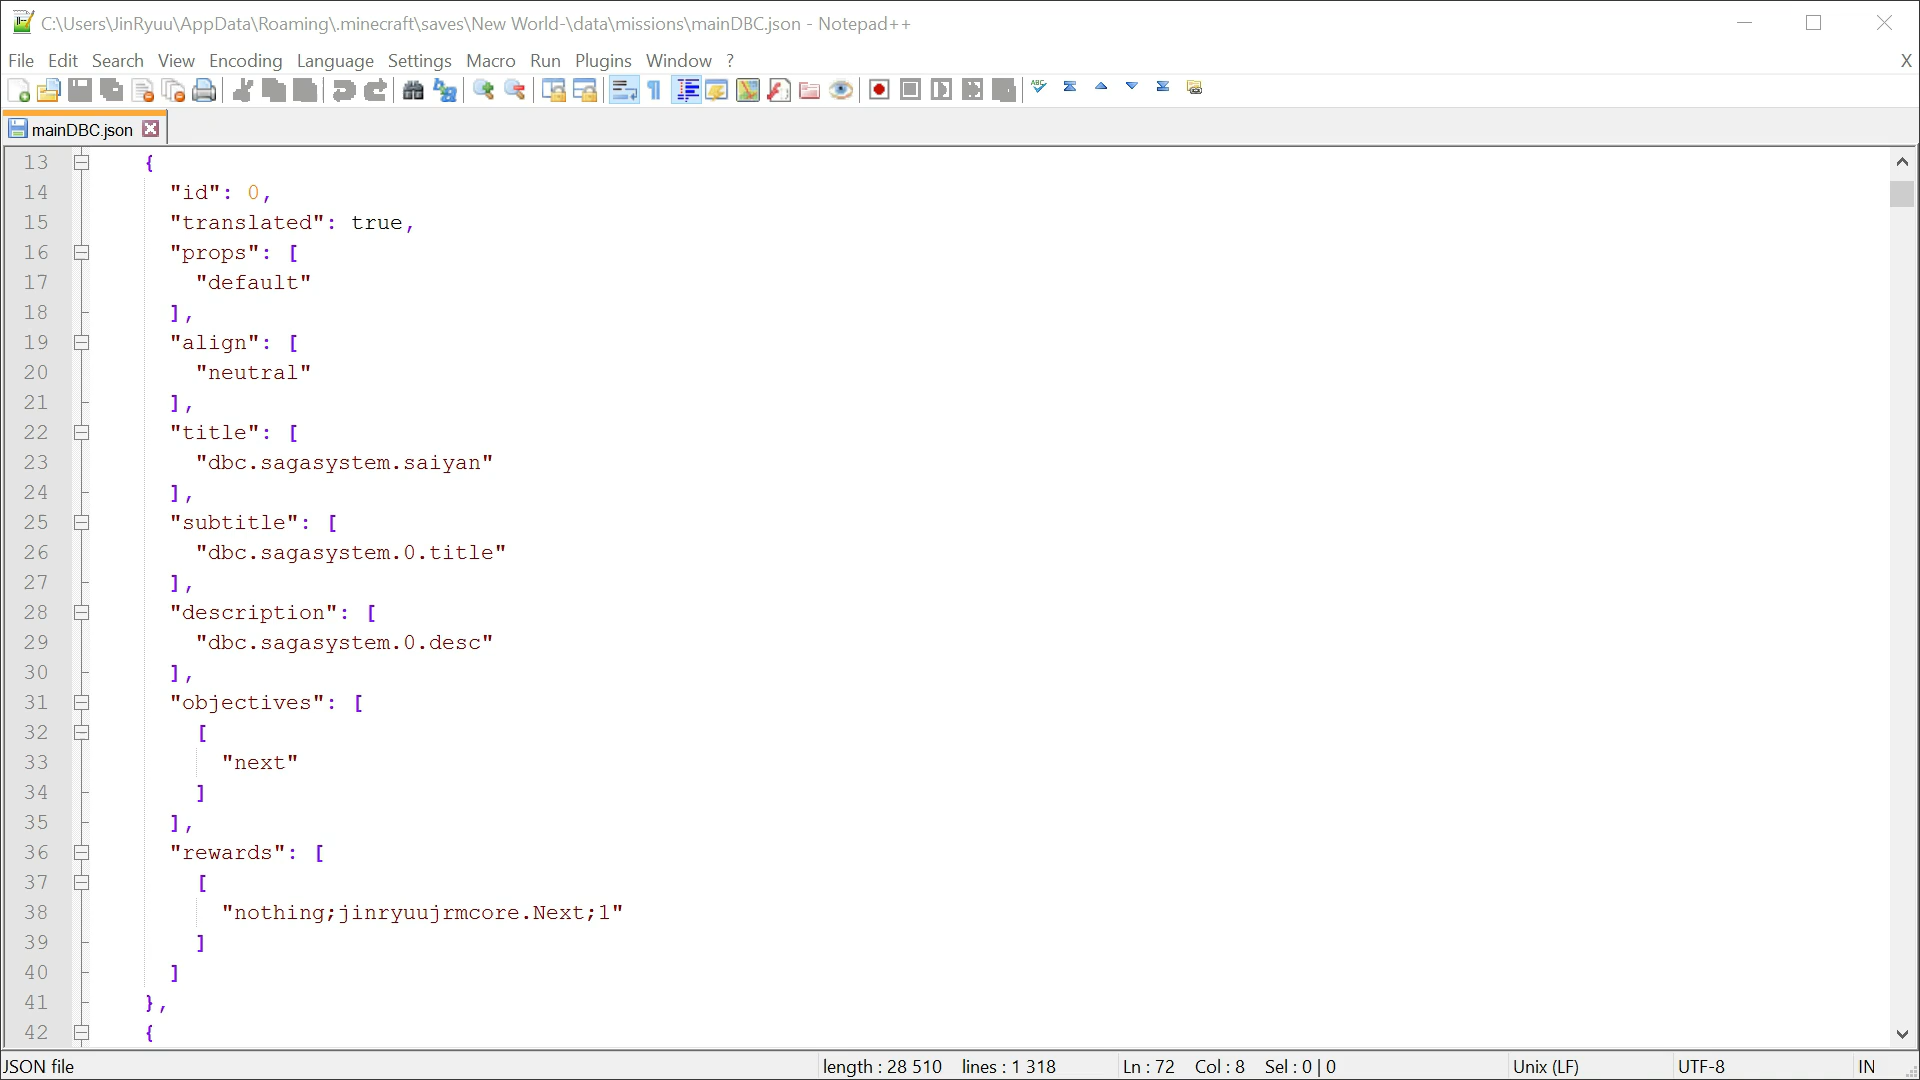 C:\Users\JinRyuu\AppData\Roaming\.minecraft\saves\New World-\data\missions\mainDBC.json - Notepad++
File Edit Search View Encoding Language Settings Macro Run Plugins Window ? X
mainDBC.json
13 {
14 "id": 0,
15 "translated": true,
16 "props": [
17 "default"
18 ],
19 "align": [
20 "neutral"
21 ],
22 "title": [
23 "dbc.sagasystem.saiyan"
24 ],
25 "subtitle": [
26 "dbc.sagasystem.0.title"
27 ],
28 "description": [
29 "dbc.sagasystem.0.desc"
30 ],
31 "objectives": [
32 [
33 "next"
34 ]
35 ],
36 "rewards": [
37 [
38 "nothing;jinryuujrmcore.Next;1"
39 ]
40 ]
41 },
42 {
JSON file length : 28 510 lines : 1 318 Ln : 72 Col : 8 Sel : 0 | 0 Unix (LF) UTF-8 IN